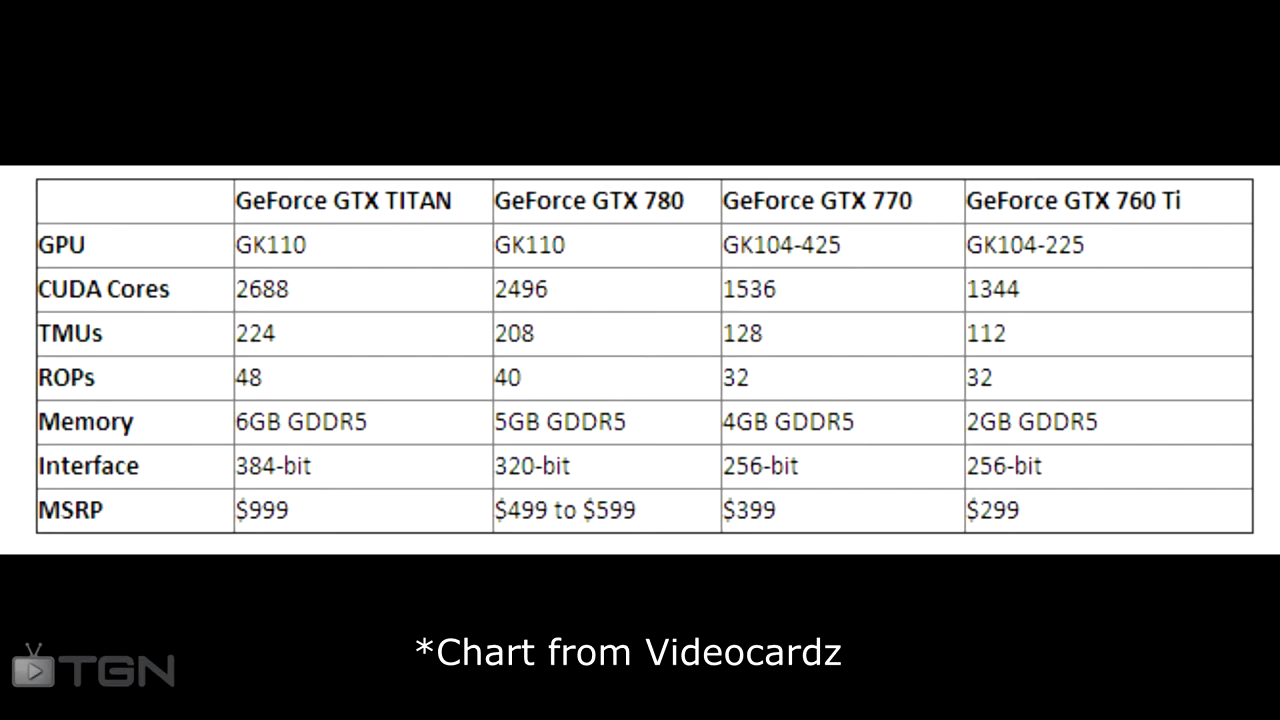 GeForce GTX TITAN GeForce GTX 780 GeForce GTX 770 GeForce GTX 760 Ti
GPU GK110 GK110 GK104-425 GK104-225
CUDA Cores 2688 2496 1536 1344
TMUs 224 208 128 112
ROPs 48 40 32 32
Memory 6GB GDDR5 5GB GDDR5 4GB GDDR5 2GB GDDR5
Interface 384-bit 320-bit 256-bit 256-bit
MSRP $999 $499 to $599 $399 $299
*Chart from Videocardz
TGN